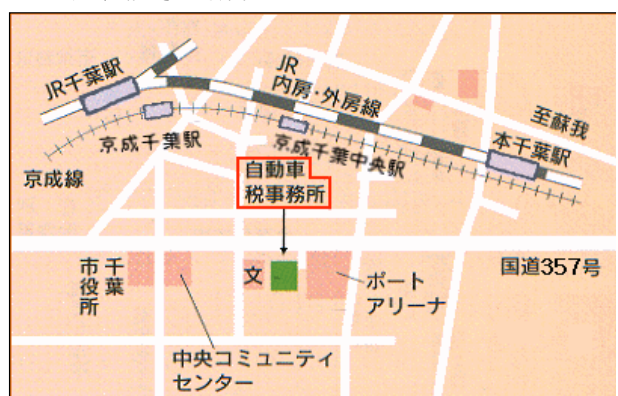 JR千葉駅
JR
内房・外房線
至蘇我
京成千葉駅
京成千葉中央駅
本千葉駅
京成線
自動車
税事務所
千葉
市役所
文
ポート
アリーナ
国道357号
中央コミュニティ
センター